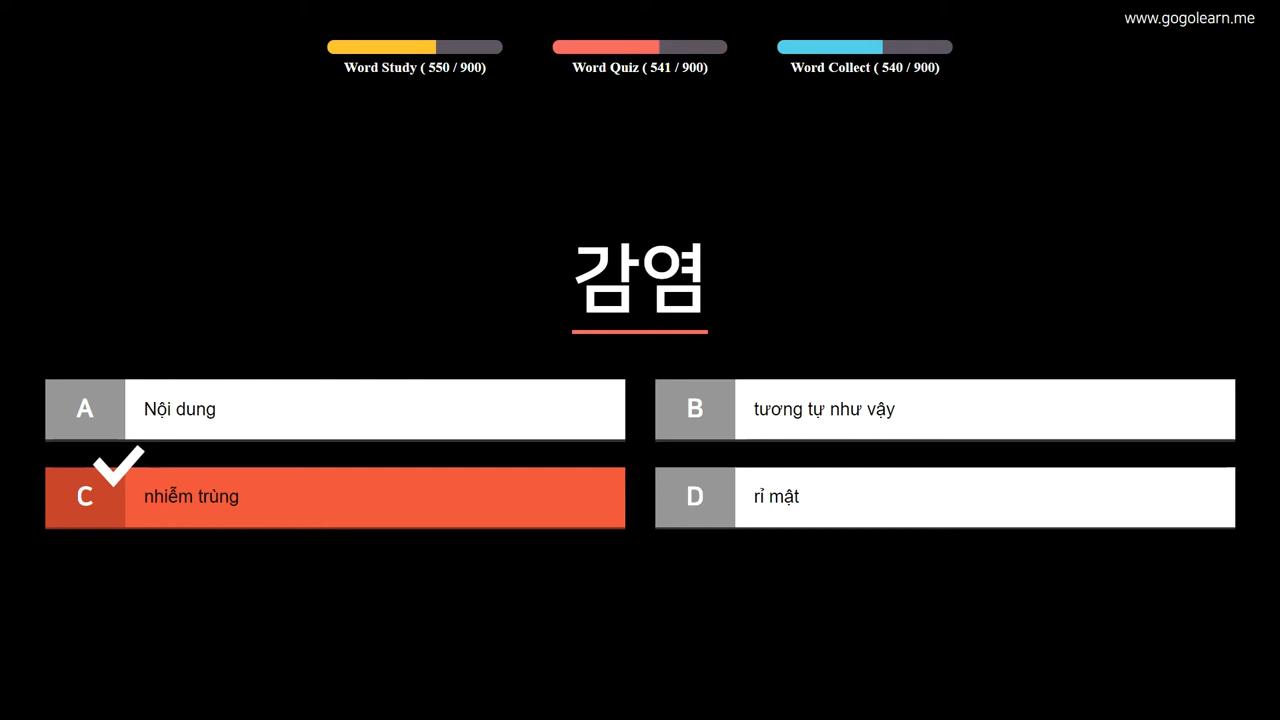 www.gogolearn.me
Word Study ( 550 / 900)
Word Quiz ( 541 / 900)
Word Collect ( 540 / 900)
감염
A Nội dung
B tương tự như vậy
C nhiễm trùng
D rỉ mật